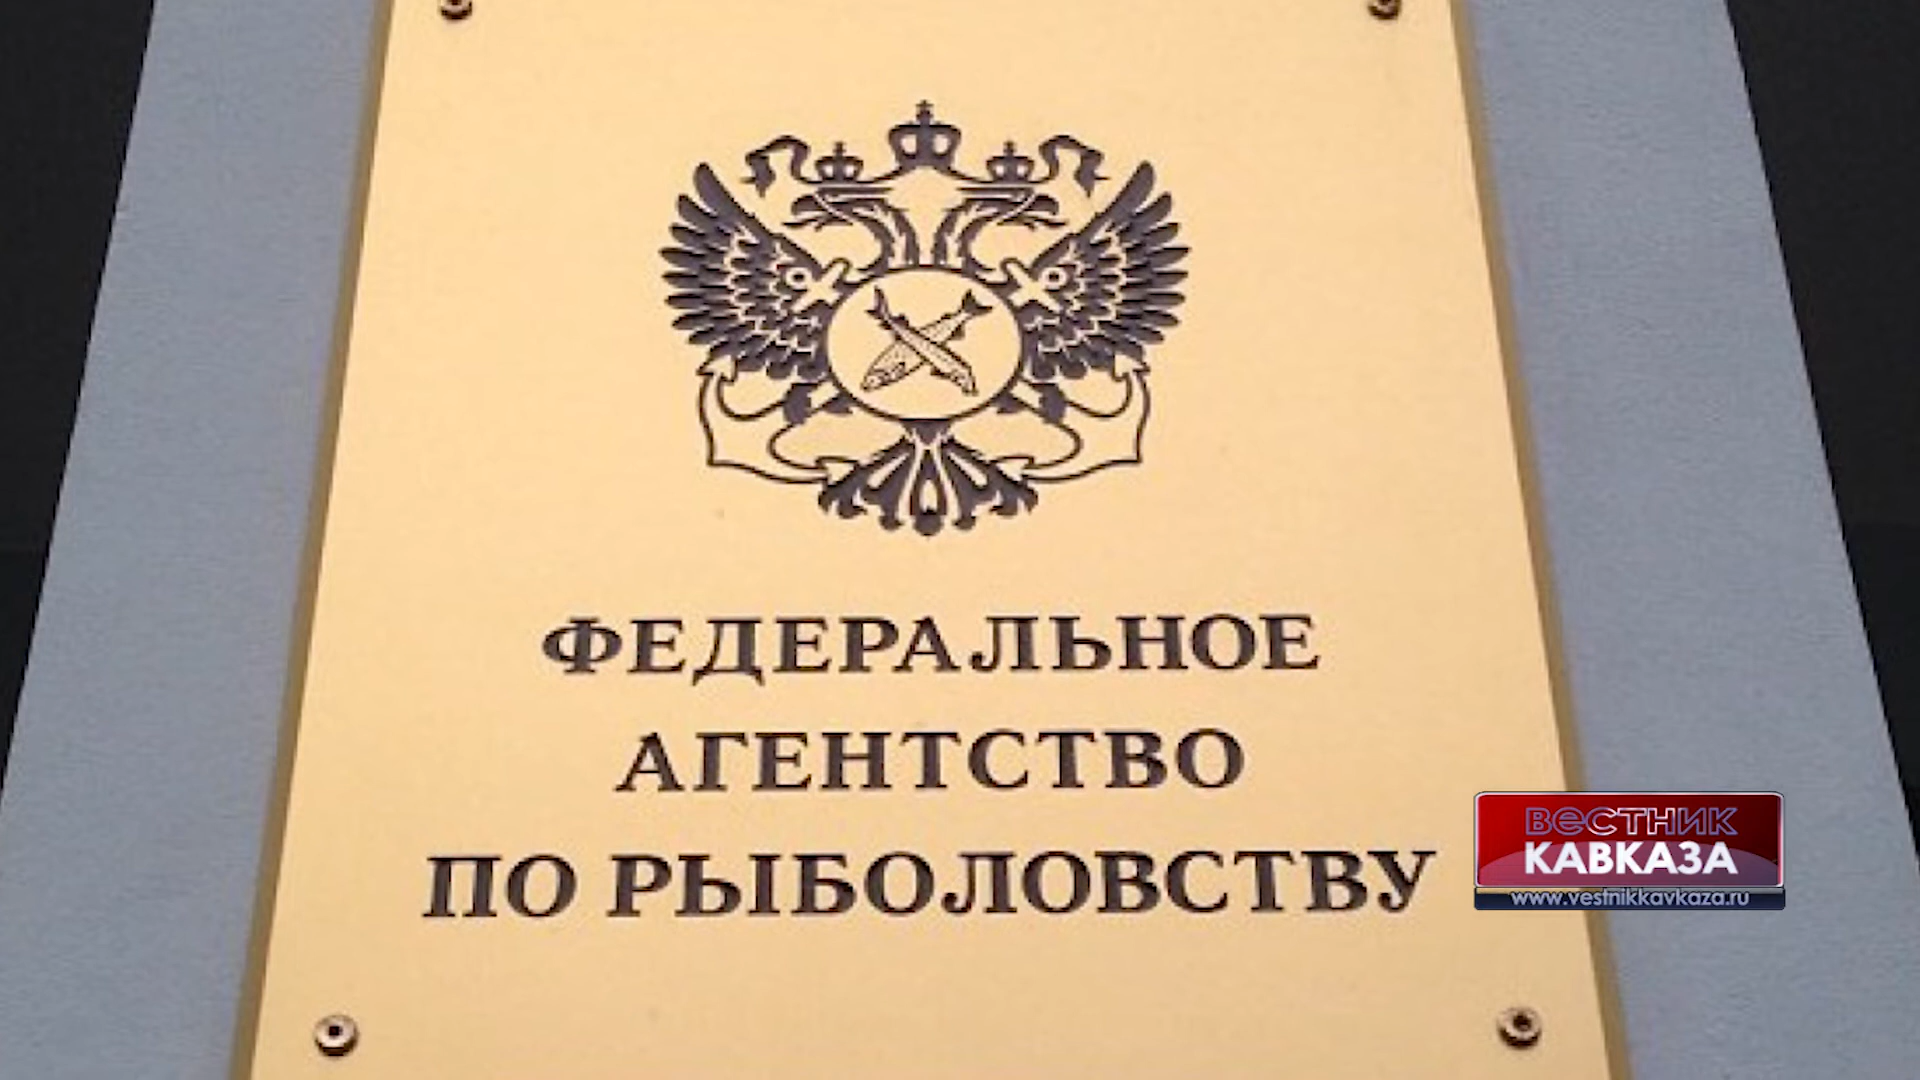 ФЕДЕРАЛЬНОЕ
АГЕНТСТВО
ПО РЫБОЛОВСТВУ
ВЕСТНИК
КАВКАЗА
www.vestnikkavkaza.ru